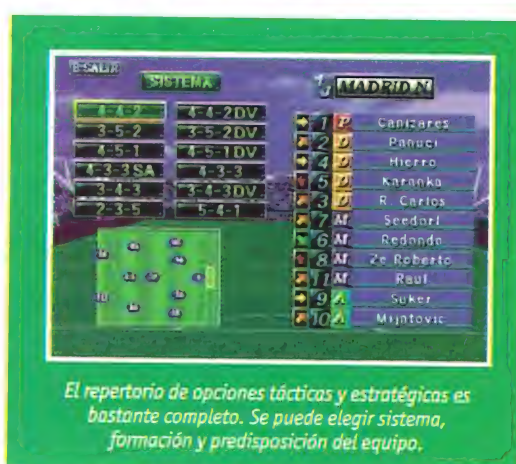 B-SALIR
SISTEMA
4-4-2 4-4-2DV
3-5-2 3-5-2DV
4-5-1 4-5-1DV
4-3-3SA 4-3-3
3-4-3 3-4-3DV
2-3-5 5-4-1
MADRID.N
1 P Canizares
2 D Panuci
4 D Hierro
5 D Karanka
3 D R. Carlos
7 M Seedorf
6 M Redondo
8 M Ze Roberto
11 M Raul
9 A Suker
10 A Mijatovic
El repertorio de opciones tácticas y estratégicas es
bastante completo. Se puede elegir sistema,
formación y predisposición del equipo.